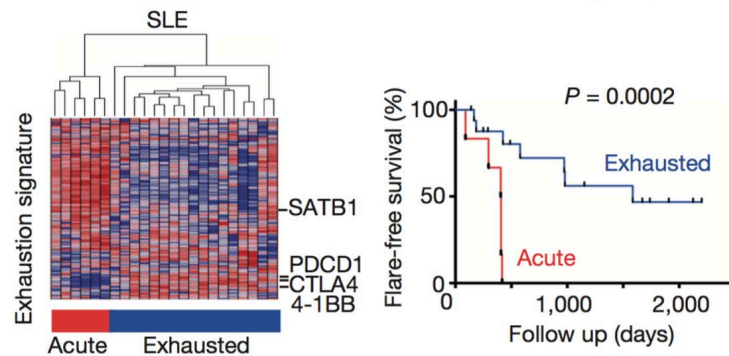 SLE
Exhaustion signature
SATB1
PDCD1
CTLA4
4-1BB
Acute
Exhausted
P = 0.0002
Flare-free survival (%)
100
50
0
Exhausted
Acute
0
1,000
2,000
Follow up (days)